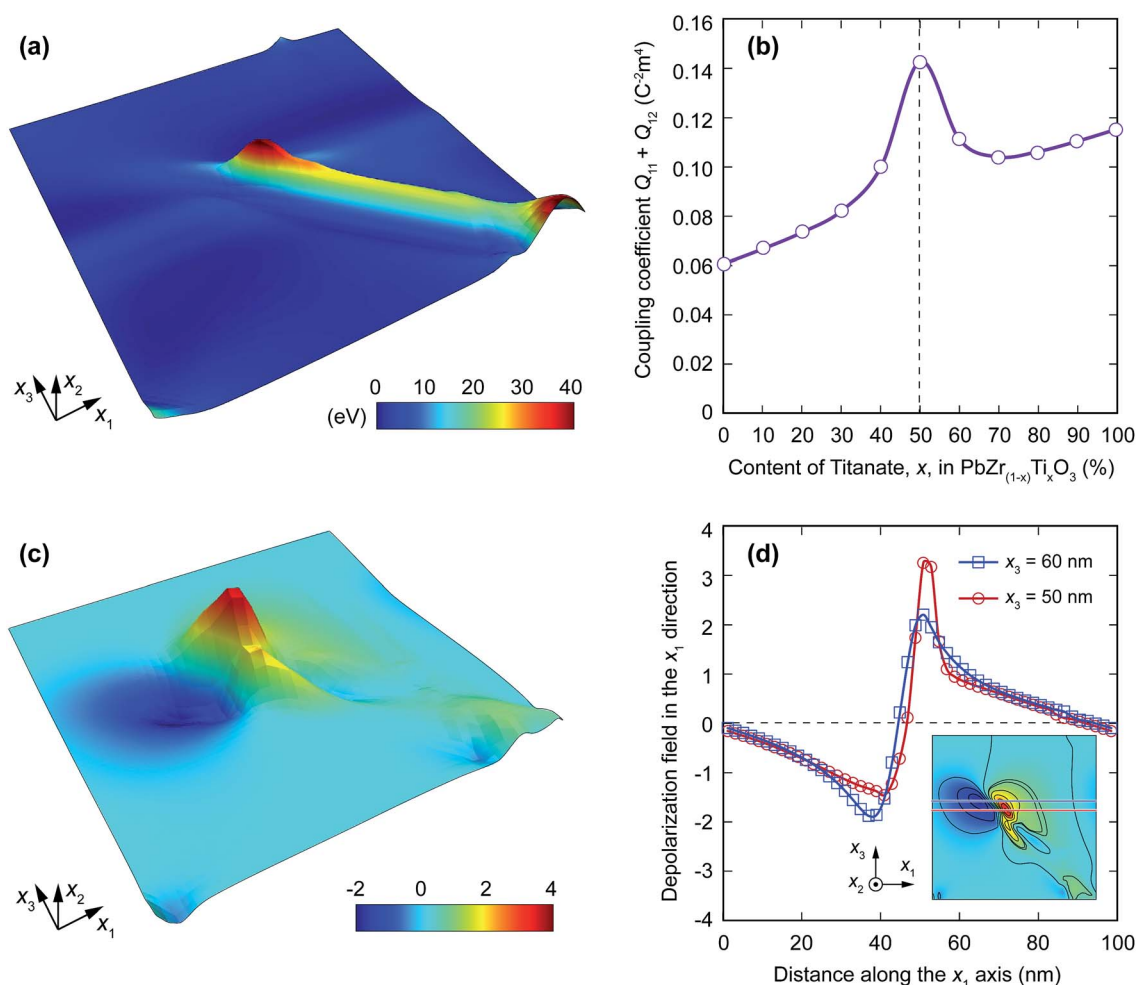 (a)
x₃
x₂
x₁
0 10 20 30 40
(eV)
(b)
Coupling coefficient Q₁₁ + Q₁₂ (C⁻²m⁴)
0.16
0.14
0.12
0.10
0.08
0.06
0.04
0.02
0
0 10 20 30 40 50 60 70 80 90 100
Content of Titanate, x, in PbZr₍₁₋ₓ₎TiₓO₃ (%)
(c)
x₃
x₂
x₁
-2 0 2 4
(d)
x₃ = 60 nm
x₃ = 50 nm
Depolarization field in the x₁ direction
4
3
2
1
0
-1
-2
-3
-4
x₃
x₂
x₁
0 20 40 60 80 100
Distance along the x₁ axis (nm)